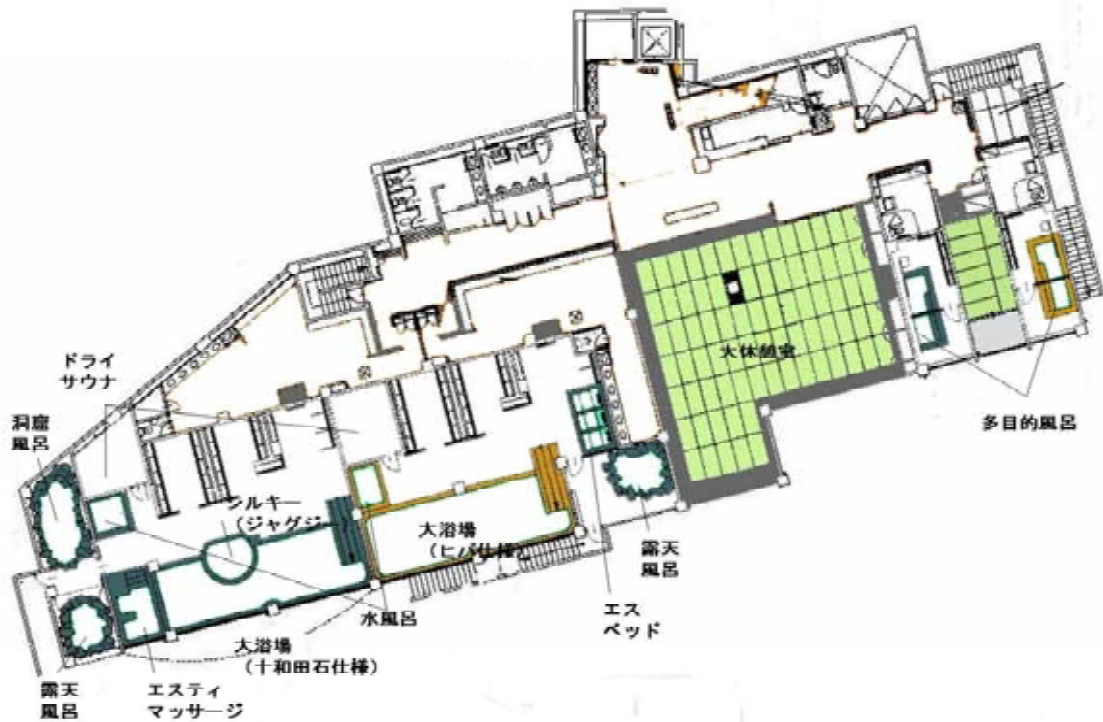 ドライ
サウナ
洞窟
風呂
シルキー
(ジャグジ
大浴場
(ヒバ仕様)
大休憩室
多目的風呂
露天
風呂
エス
ベッド
水風呂
大浴場
(十和田石仕様)
露天
風呂
エスティ
マッサージ